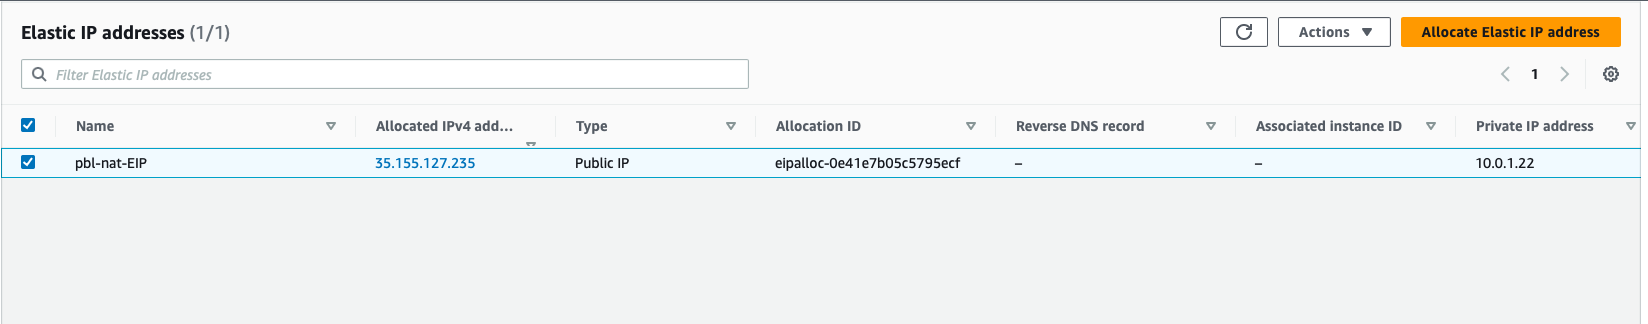 Elastic IP addresses (1/1)
Actions
Allocate Elastic IP address
Filter Elastic IP addresses
1
Name Allocated IPv4 add... Type Allocation ID Reverse DNS record Associated instance ID Private IP address
pbl-nat-EIP 35.155.127.235 Public IP eipalloc-0e41e7b05c5795ecf – – 10.0.1.22